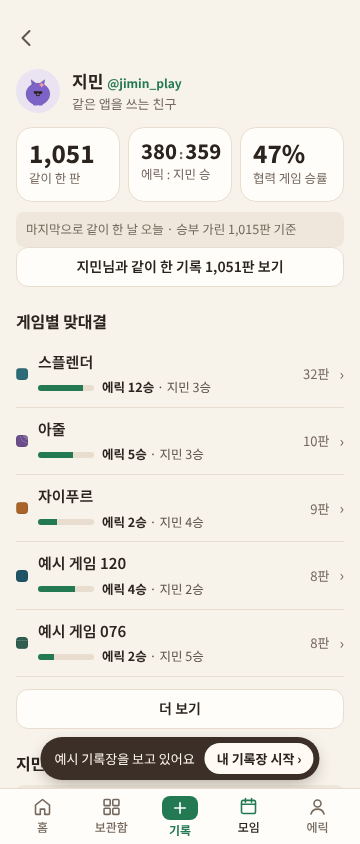 지민 @jimin_play
같은 앱을 쓰는 친구
1,051
같이 한 판
380:359
에릭 : 지민 승
47%
협력 게임 승률
마지막으로 같이 한 날 오늘 · 승부 가린 1,015판 기준
지민님과 같이 한 기록 1,051판 보기
게임별 맞대결
스플렌더
에릭 12승 · 지민 3승
32판 ›
아줄
에릭 5승 · 지민 3승
10판 ›
자이푸르
에릭 2승 · 지민 4승
9판 ›
예시 게임 120
에릭 4승 · 지민 2승
8판 ›
예시 게임 076
에릭 2승 · 지민 5승
8판 ›
더 보기
지민
예시 기록장을 보고 있어요 내 기록장 시작 ›
홈 보관함 기록 모임 에릭